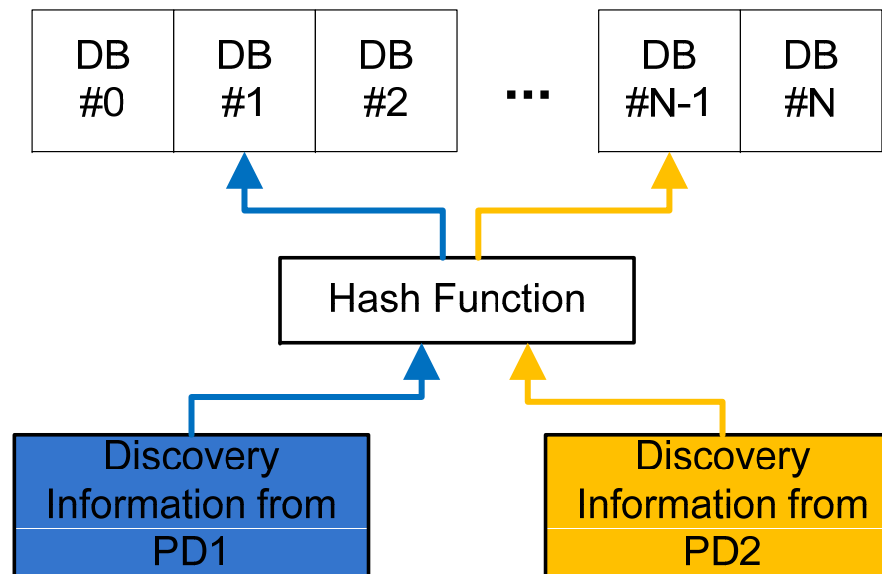 DB DB DB ... DB DB
#0 #1 #2 #N-1 #N
Hash Function
Discovery
Information from
PD1
Discovery
Information from
PD2